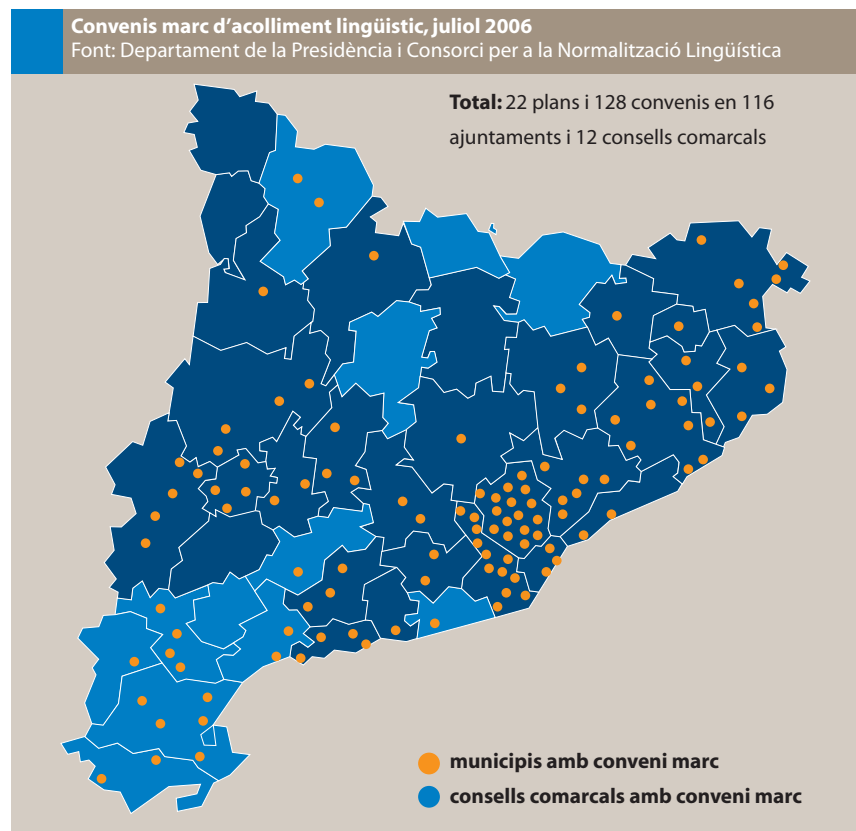 Convenis marc d'acolliment lingüistic, juliol 2006
Font: Departament de la Presidència i Consorci per a la Normalització Lingüística
Total: 22 plans i 128 convenis en 116
ajuntaments i 12 consells comarcals
municipis amb conveni marc
consells comarcals amb conveni marc